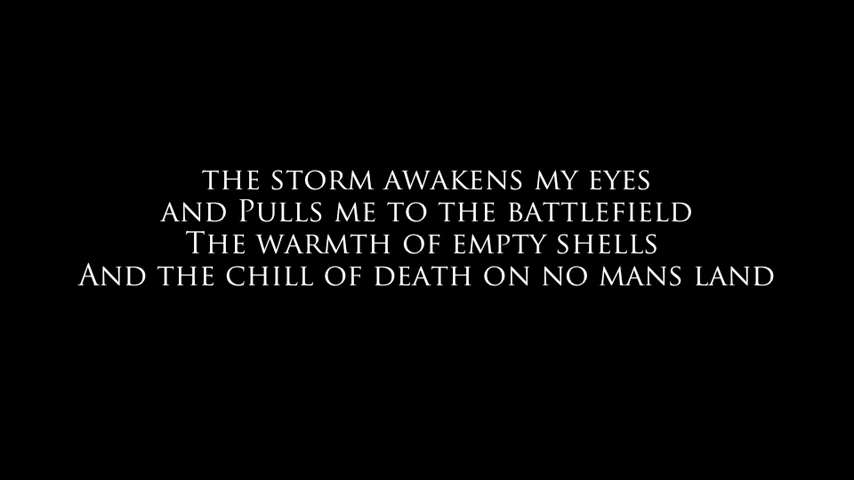 THE STORM AWAKENS MY EYES
AND PULLS ME TO THE BATTLEFIELD
THE WARMTH OF EMPTY SHELLS
AND THE CHILL OF DEATH ON NO MANS LAND